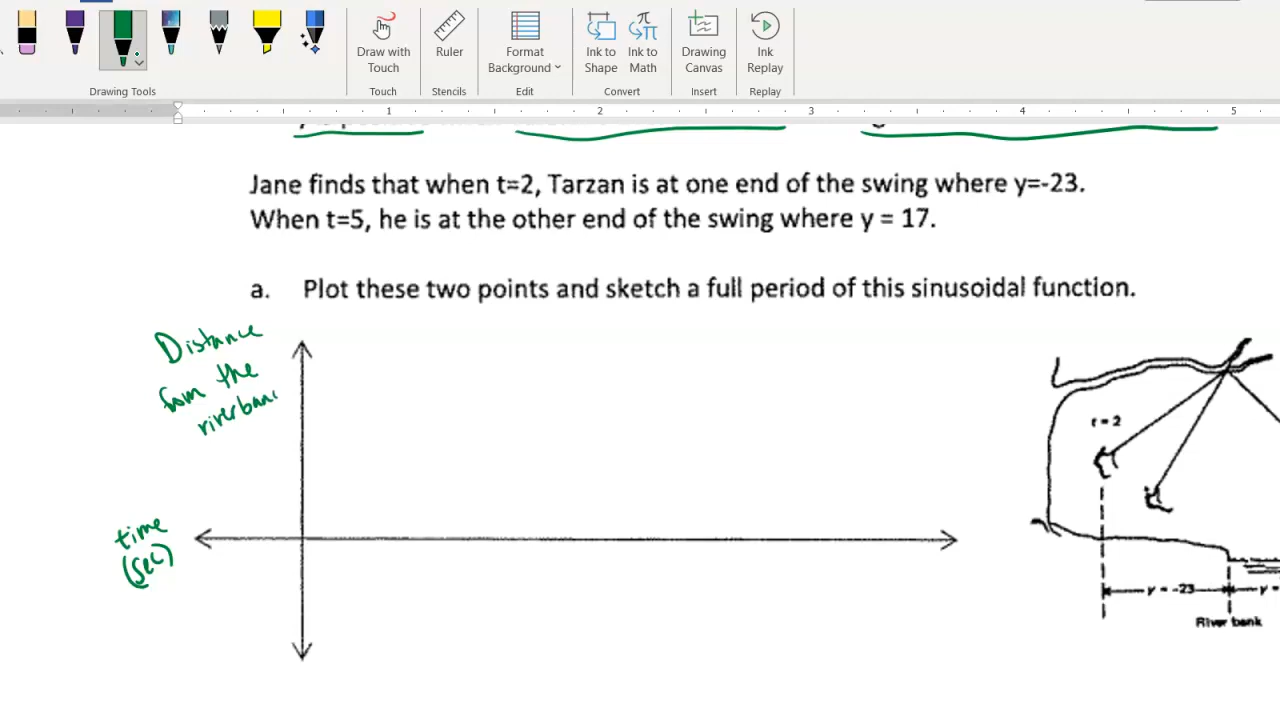 Draw with Touch
Ruler
Format Background
Ink to Shape
Ink to Math
Drawing Canvas
Ink Replay
Drawing Tools
Touch
Stencils
Edit
Convert
Insert
Replay
1 2 3 4 5
Jane finds that when t=2, Tarzan is at one end of the swing where y=-23.
When t=5, he is at the other end of the swing where y = 17.
a. Plot these two points and sketch a full period of this sinusoidal function.
Distance
from the
riverbank
time
(sec)
t = 2
y = -23
y =
River bank